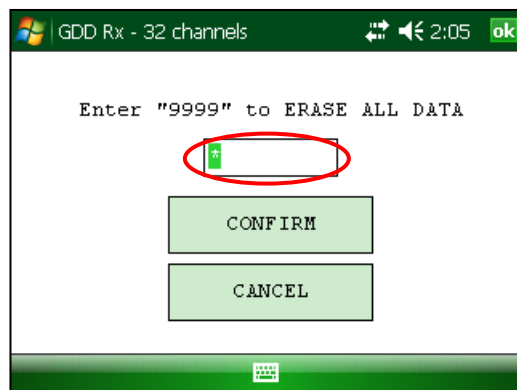 GDD Rx - 32 channels 2:05 ok
Enter "9999" to ERASE ALL DATA
*
CONFIRM
CANCEL